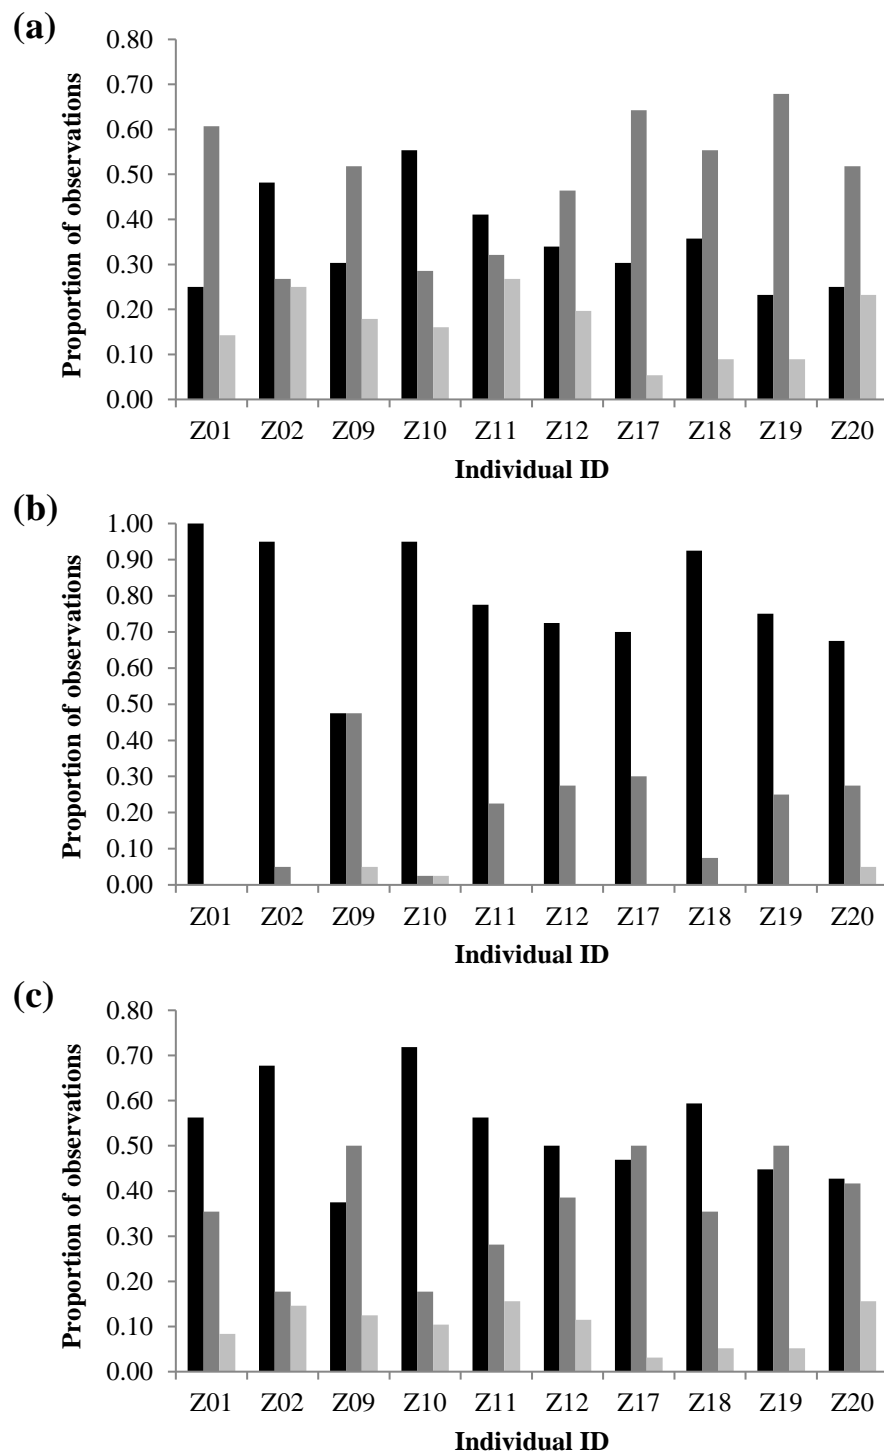 (a)
0.80
0.70
0.60
0.50
0.40
0.30
0.20
0.10
0.00
Proportion of observations
Z01 Z02 Z09 Z10 Z11 Z12 Z17 Z18 Z19 Z20
Individual ID
(b)
1.00
0.90
0.80
0.70
0.60
0.50
0.40
0.30
0.20
0.10
0.00
Proportion of observations
Z01 Z02 Z09 Z10 Z11 Z12 Z17 Z18 Z19 Z20
Individual ID
(c)
0.80
0.70
0.60
0.50
0.40
0.30
0.20
0.10
0.00
Proportion of observations
Z01 Z02 Z09 Z10 Z11 Z12 Z17 Z18 Z19 Z20
Individual ID